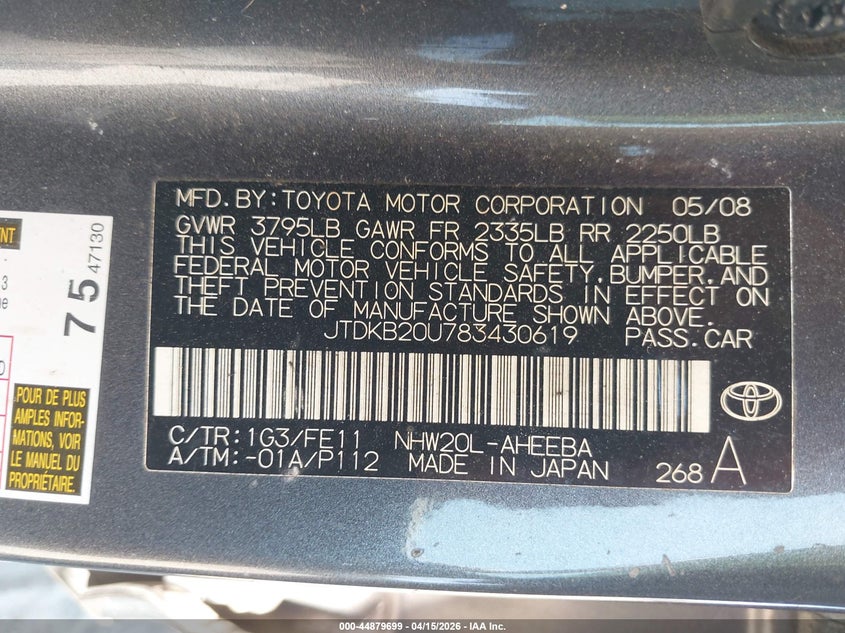 MFD. BY: TOYOTA MOTOR CORPORATION 05/08
GVWR 3795LB GAWR FR 2335LB RR 2250LB
THIS VEHICLE CONFORMS TO ALL APPLICABLE
FEDERAL MOTOR VEHICLE SAFETY, BUMPER, AND
THEFT PREVENTION STANDARDS IN EFFECT ON
THE DATE OF MANUFACTURE SHOWN ABOVE.
JTDKB20U783430619 PASS. CAR
C/TR: 1G3/FE11 NHW20L-AHEEBA
A/TM: -01A/P112 MADE IN JAPAN 268 A
75 47130
POUR DE PLUS
AMPLES INFOR-
MATIONS, VOIR
LE MANUEL DU
PROPRIÉTAIRE.
000-44879699 - 04/15/2026 - IAA Inc.